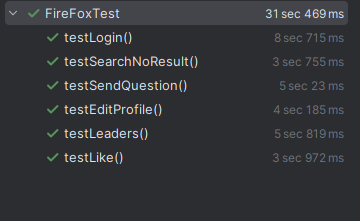 FireFoxTest 31 sec 469 ms
testLogin() 8 sec 715 ms
testSearchNoResult() 3 sec 755 ms
testSendQuestion() 5 sec 23 ms
testEditProfile() 4 sec 185 ms
testLeaders() 5 sec 819 ms
testLike() 3 sec 972 ms